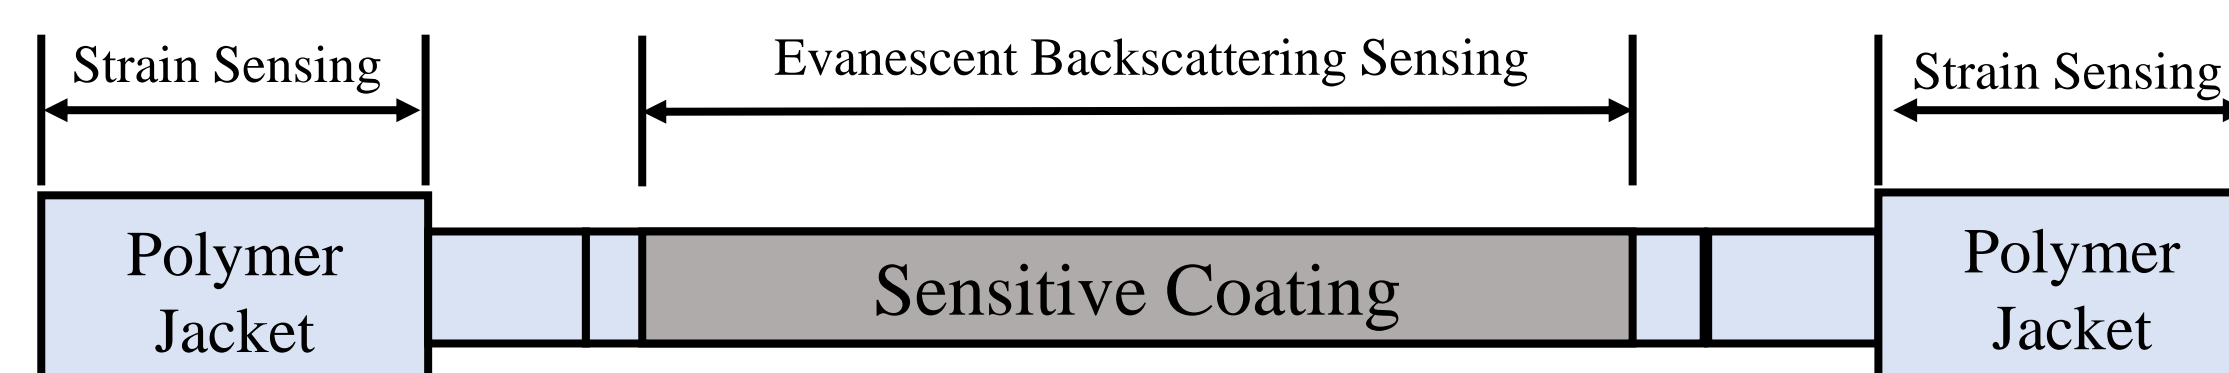 Strain Sensing
Evanescent Backscattering Sensing
Strain Sensing
Polymer
Jacket
Sensitive Coating
Polymer
Jacket